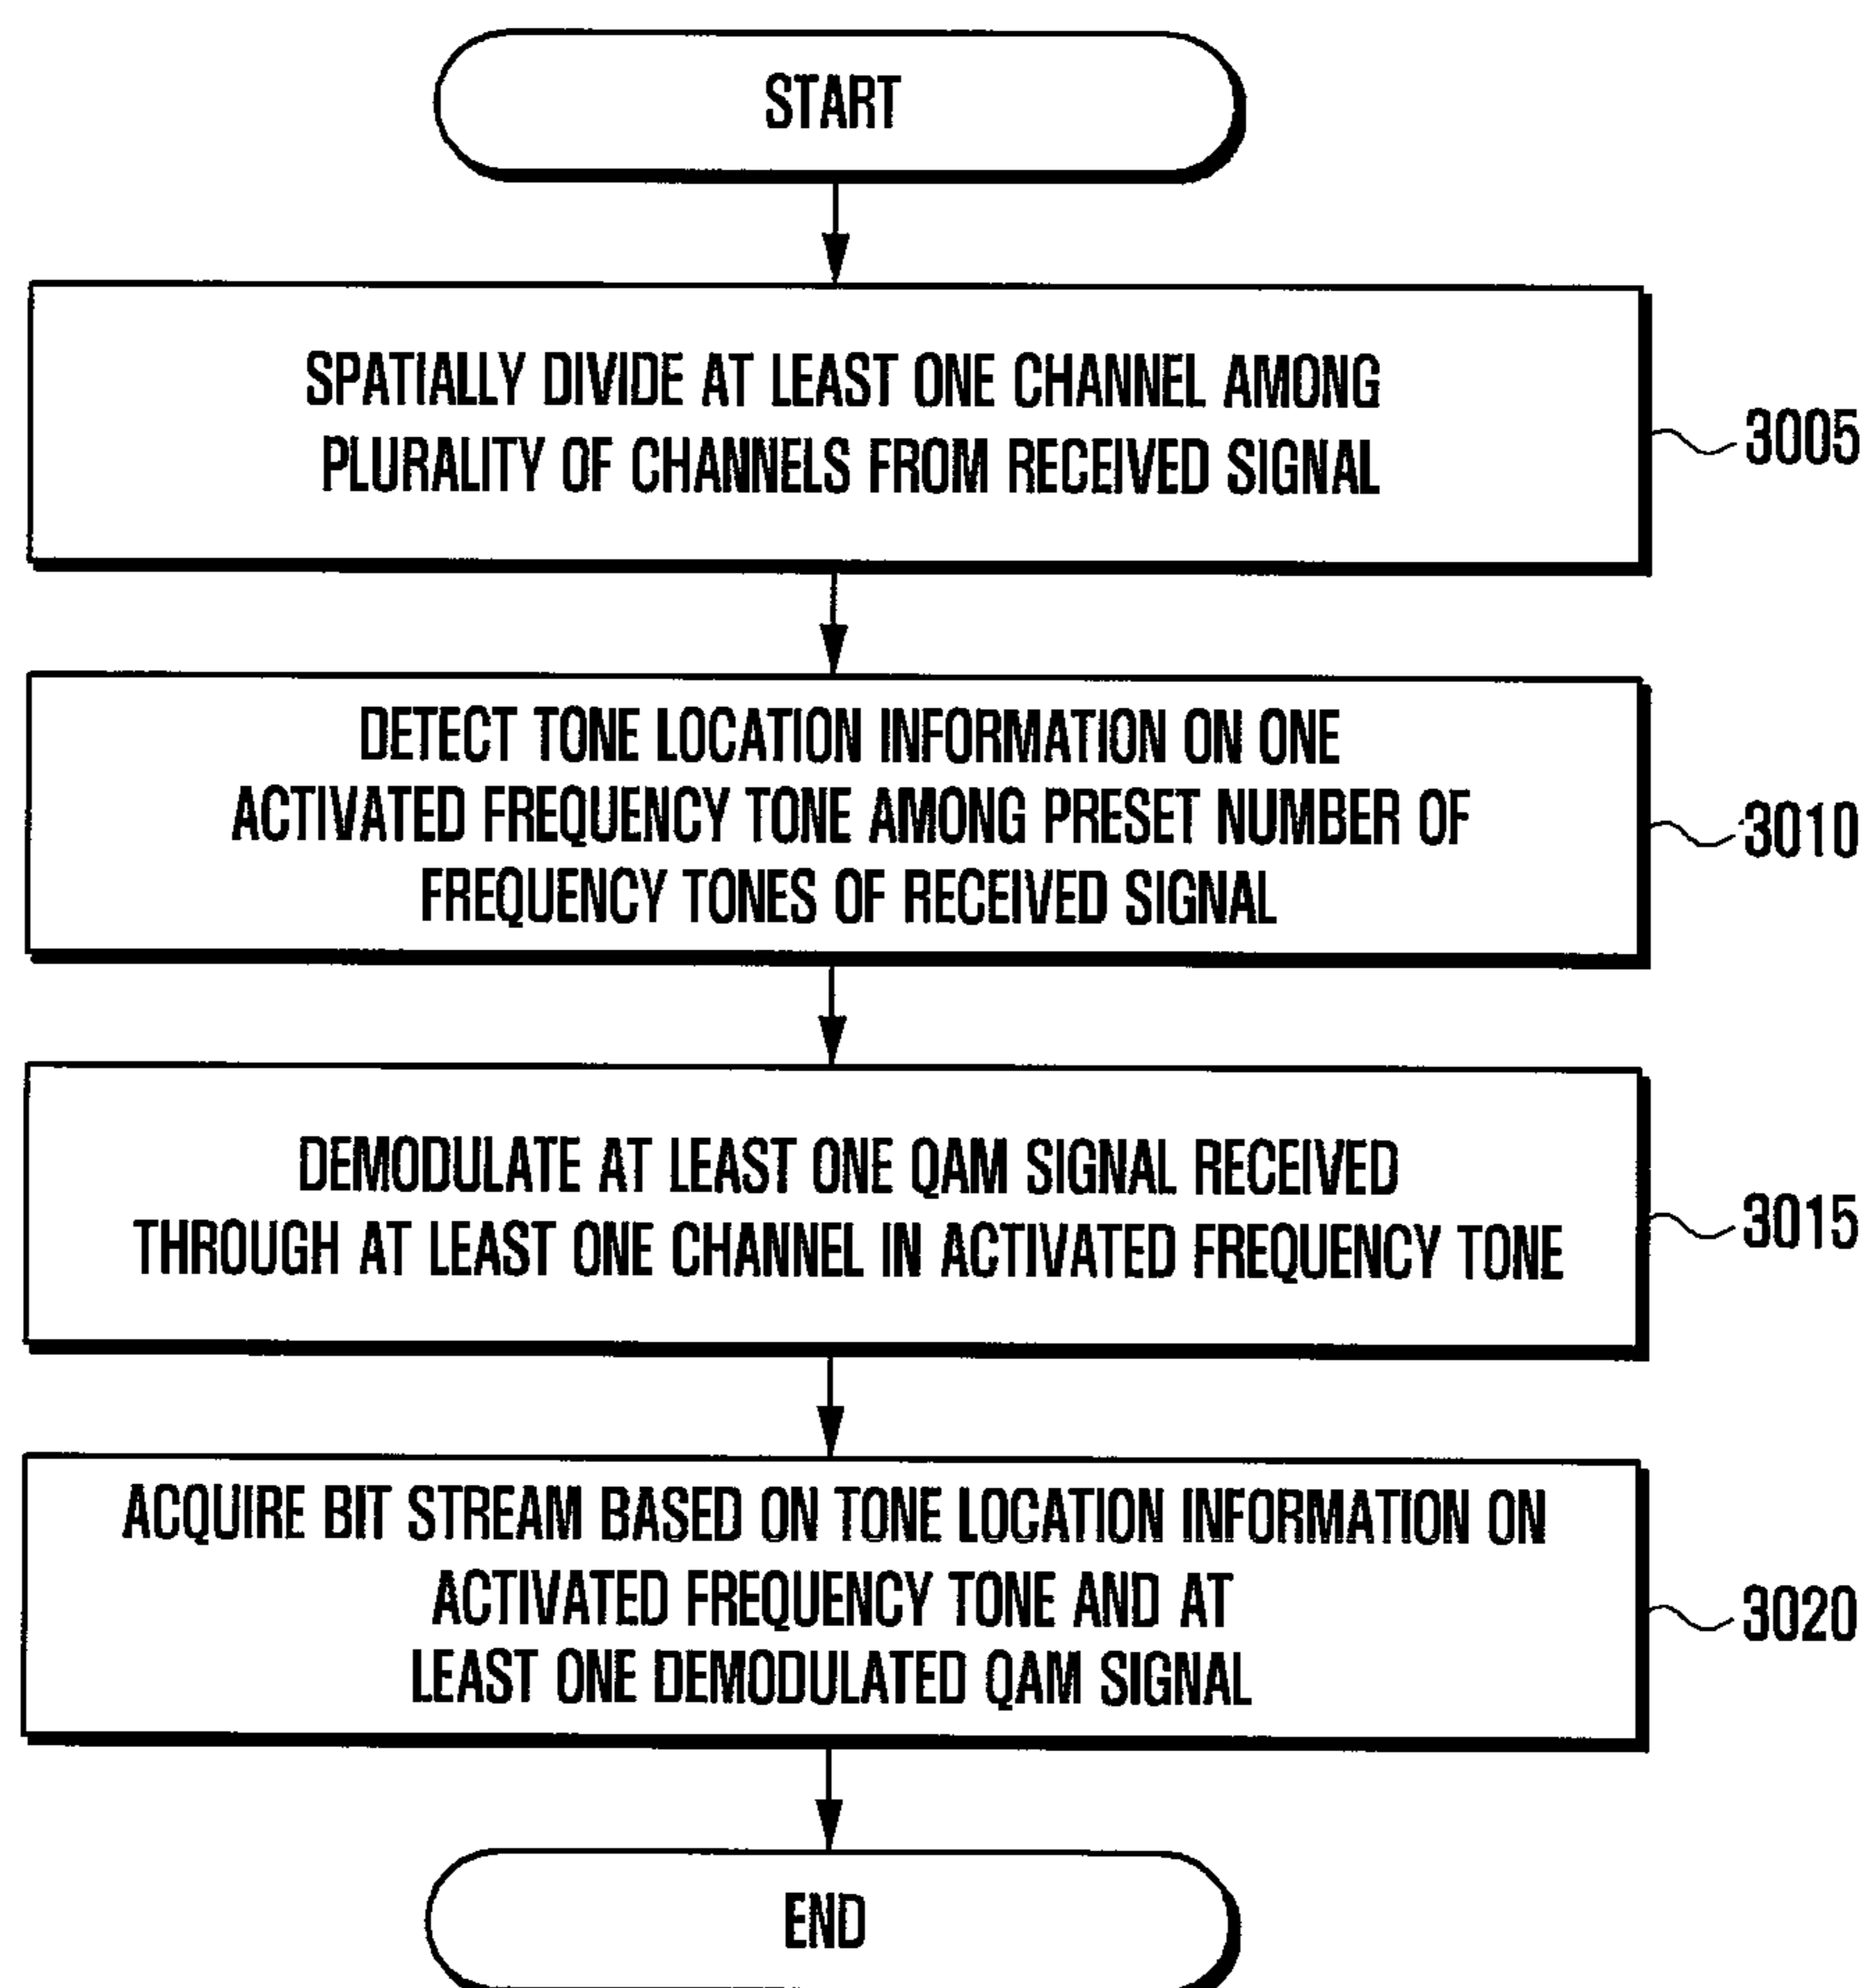 START
SPATIALLY DIVIDE AT LEAST ONE CHANNEL AMONG
PLURALITY OF CHANNELS FROM RECEIVED SIGNAL
3005
DETECT TONE LOCATION INFORMATION ON ONE
ACTIVATED FREQUENCY TONE AMONG PRESET NUMBER OF
FREQUENCY TONES OF RECEIVED SIGNAL
3010
DEMODULATE AT LEAST ONE QAM SIGNAL RECEIVED
THROUGH AT LEAST ONE CHANNEL IN ACTIVATED FREQUENCY TONE
3015
ACQUIRE BIT STREAM BASED ON TONE LOCATION INFORMATION ON
ACTIVATED FREQUENCY TONE AND AT
LEAST ONE DEMODULATED QAM SIGNAL
3020
END